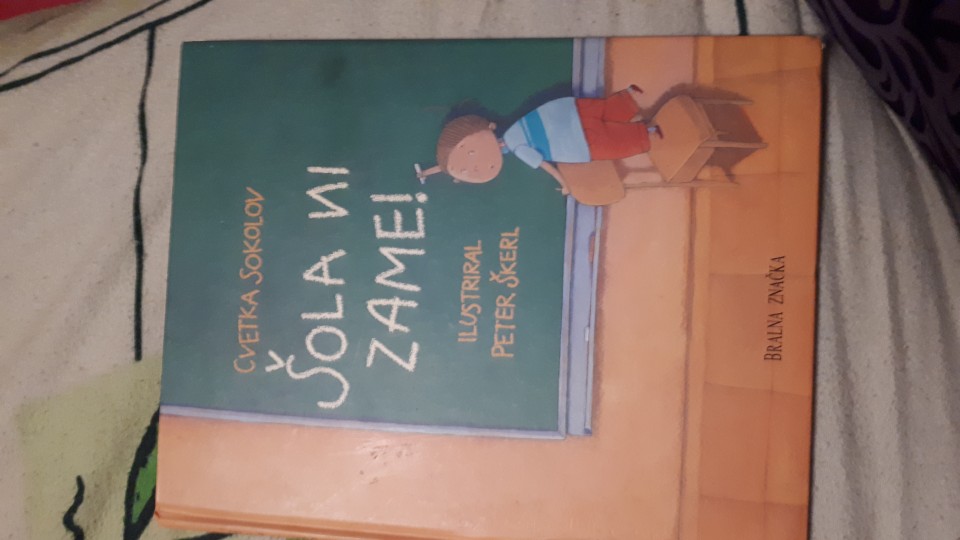 CVETKA SOKOLOV
ŠOLA NI
ZAME!
ILUSTRIRAL
PETER ŠKERL
BRALNA ZNAČKA